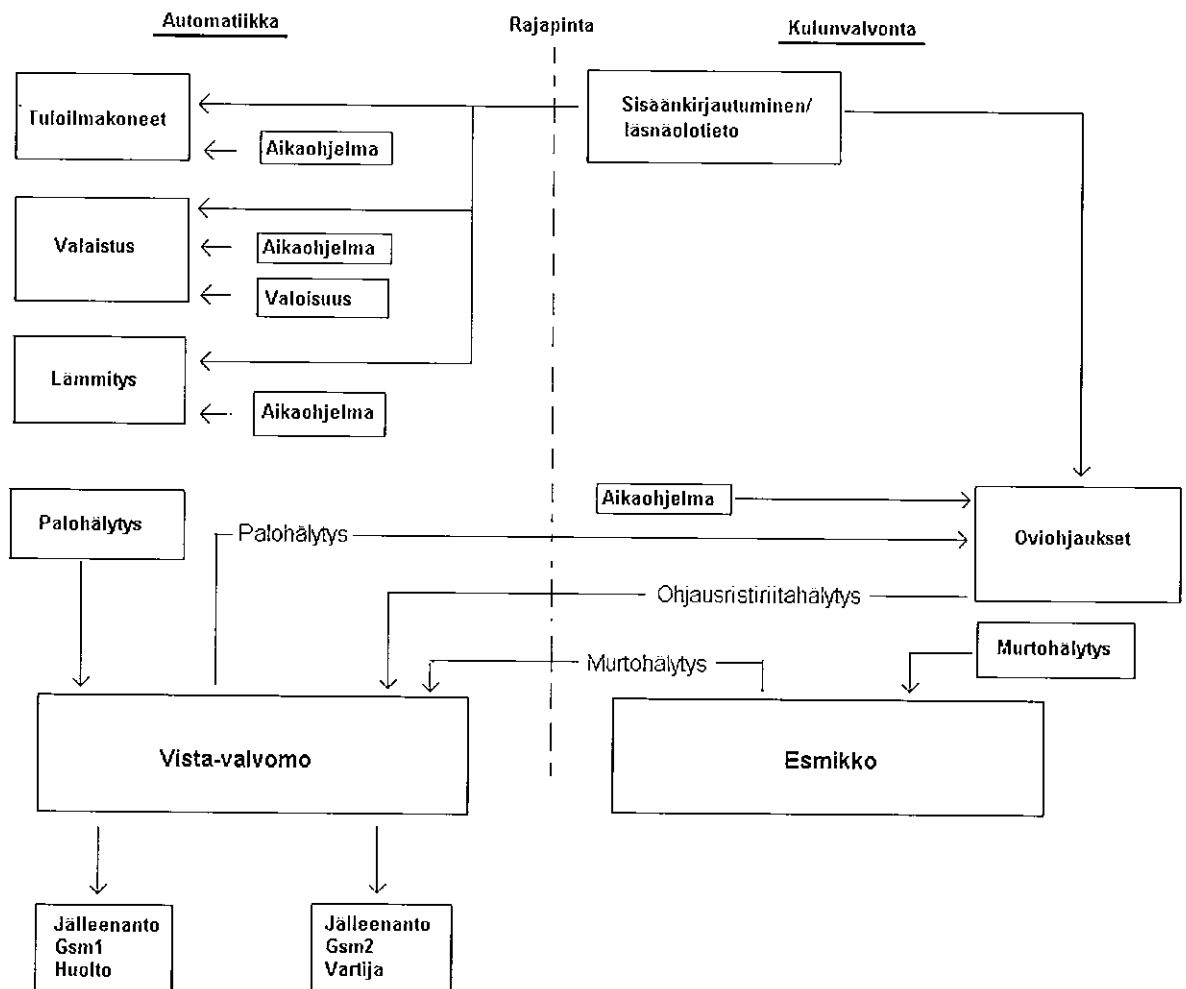 Automatiikka
Rajapinta
Kulunvalvonta
Tuloilmakoneet
Aikaohjelma
Sisäänkirjautuminen/
läsnäolotieto
Valaistus
Aikaohjelma
Valoisuus
Lämmitys
Aikaohjelma
Palohälytys
Palohälytys
Aikaohjelma
Oviohjaukset
Ohjausristiriitahälytys
Murtohälytys
Murtohälytys
Vista-valvomo
Esmikko
Jälleenanto
Gsm1
Huolto
Jälleenanto
Gsm2
Vartija